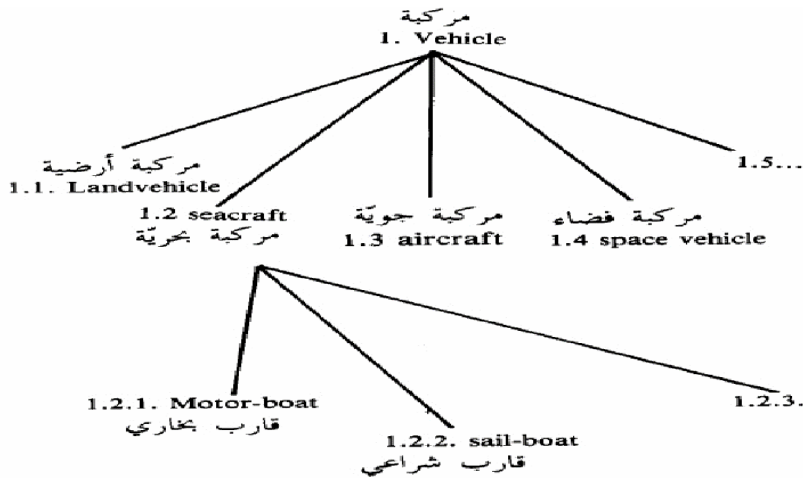 مركبة
1. Vehicle
مركبة أرضية
1.1. Landvehicle
1.2 seacraft
مركبة بحريّة
مركبة جويّة
1.3 aircraft
مركبة فضاء
1.4 space vehicle
1.5...
1.2.1. Motor-boat
قارب بخاري
1.2.2. sail-boat
قارب شراعي
1.2.3.